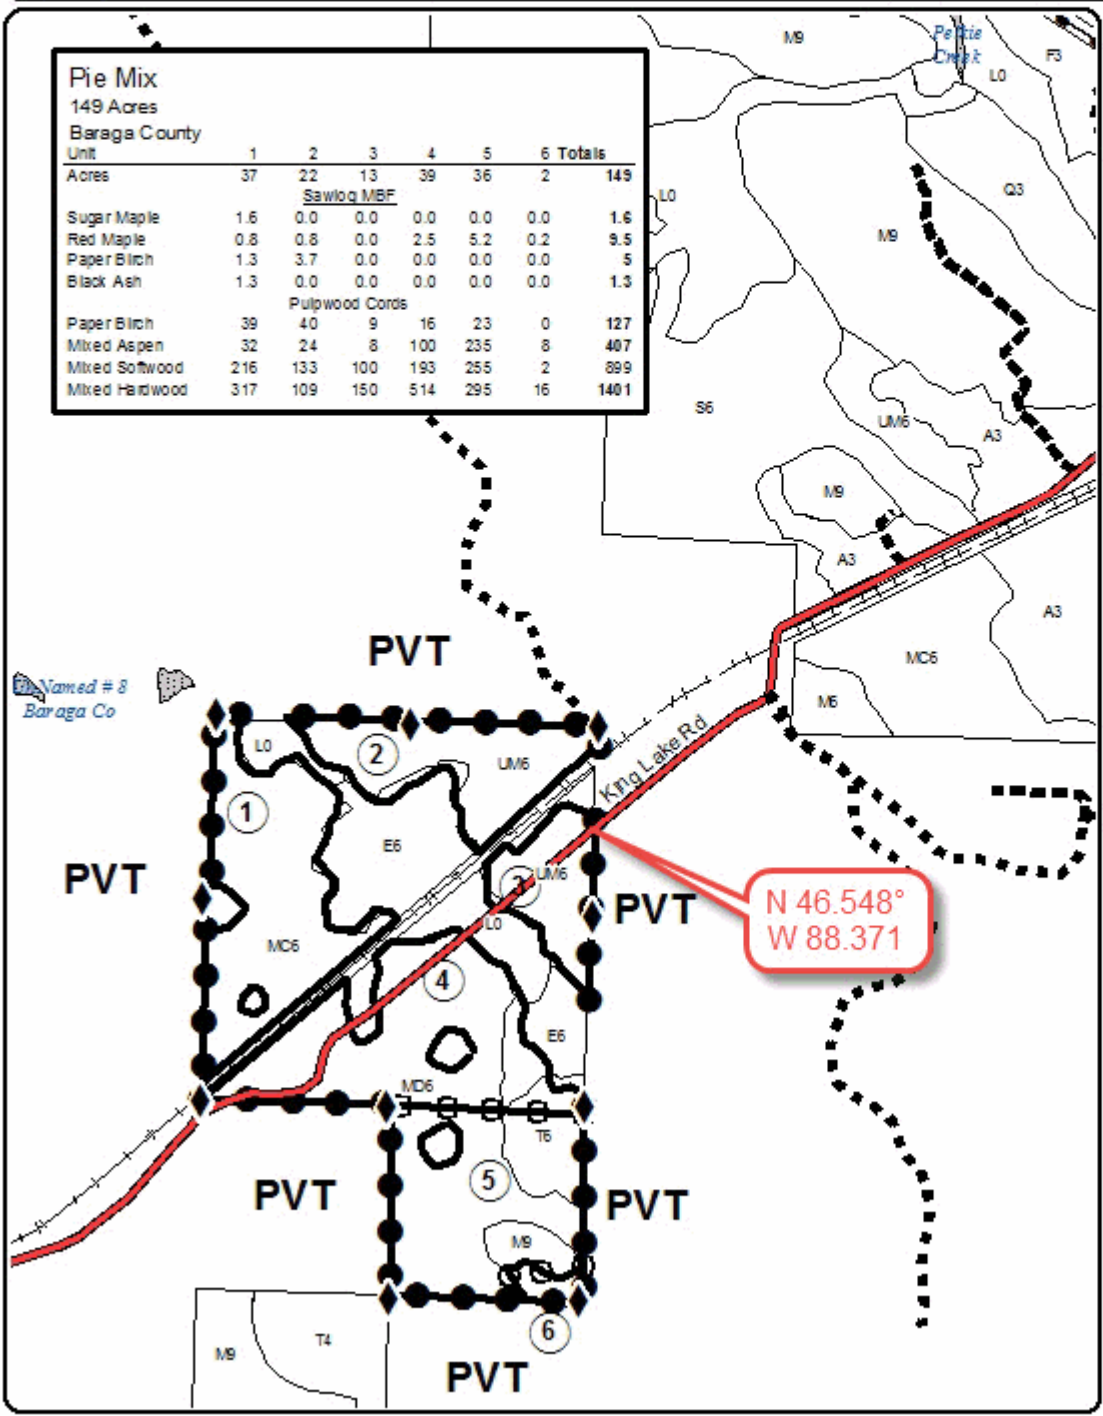 Pie Mix
149 Acres
Baraga County
Unit 1 2 3 4 5 6 Totals
Acres 37 22 13 39 36 2 149
Sawlog MBF
Sugar Maple 1.6 0.0 0.0 0.0 0.0 0.0 1.6
Red Maple 0.8 0.8 0.0 2.5 5.2 0.2 9.5
Paper Birch 1.3 3.7 0.0 0.0 0.0 0.0 5
Black Ash 1.3 0.0 0.0 0.0 0.0 0.0 1.3
Pulpwood Cords
Paper Birch 39 40 9 16 23 0 127
Mixed Aspen 32 24 8 100 235 8 407
Mixed Softwood 216 133 100 193 255 2 899
Mixed Hardwood 317 109 150 514 295 16 1401
M9
Pelkie
Creek
F3
L0
L0
Q3
M9
S6
UM6
A3
M9
A3
A3
MC6
M6
PVT
Named # 8
Baraga Co
L0
2
UM6
King Lake Rd
1
E6
PVT
3
UM6
PVT
N 46.548°
W 88.371
L0
MC6
4
E6
MD6
T6
PVT
5
PVT
M9
6
T4
M9
PVT